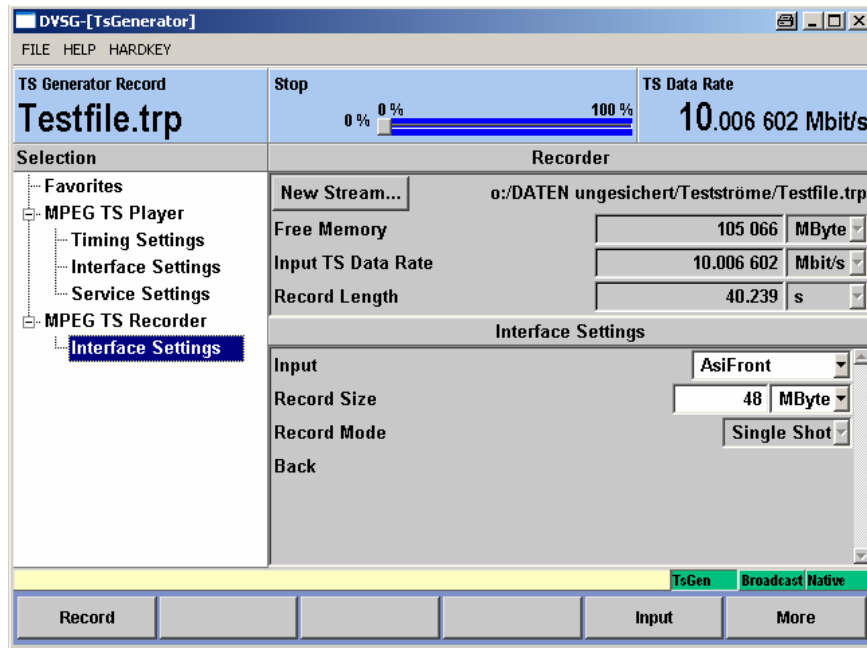 DVSG-[TsGenerator]
FILE HELP HARDKEY
TS Generator Record
Testfile.trp
Stop
0 % 0 % 100 %
TS Data Rate
10.006 602 Mbit/s
Selection
Favorites
MPEG TS Player
Timing Settings
Interface Settings
Service Settings
MPEG TS Recorder
Interface Settings
Recorder
New Stream... o:/DATEN ungesichert/Testströme/Testfile.trp
Free Memory 105 066 MByte
Input TS Data Rate 10.006 602 Mbit/s
Record Length 40.239 s
Interface Settings
Input AsiFront
Record Size 48 MByte
Record Mode Single Shot
Back
TsGen Broadcast Native
Record Input More